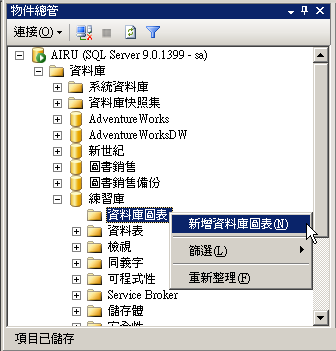 物件總管
連接(O)
AIRU (SQL Server 9.0.1399 - sa)
資料庫
系統資料庫
資料庫快照集
AdventureWorks
AdventureWorksDW
新世紀
圖書銷售
圖書銷售備份
練習庫
資料庫圖表
新增資料庫圖表(N)
資料表
檢視
篩選(L)
同義字
可程式性
重新整理(F)
Service Broker
儲存體
安全性
項目已儲存